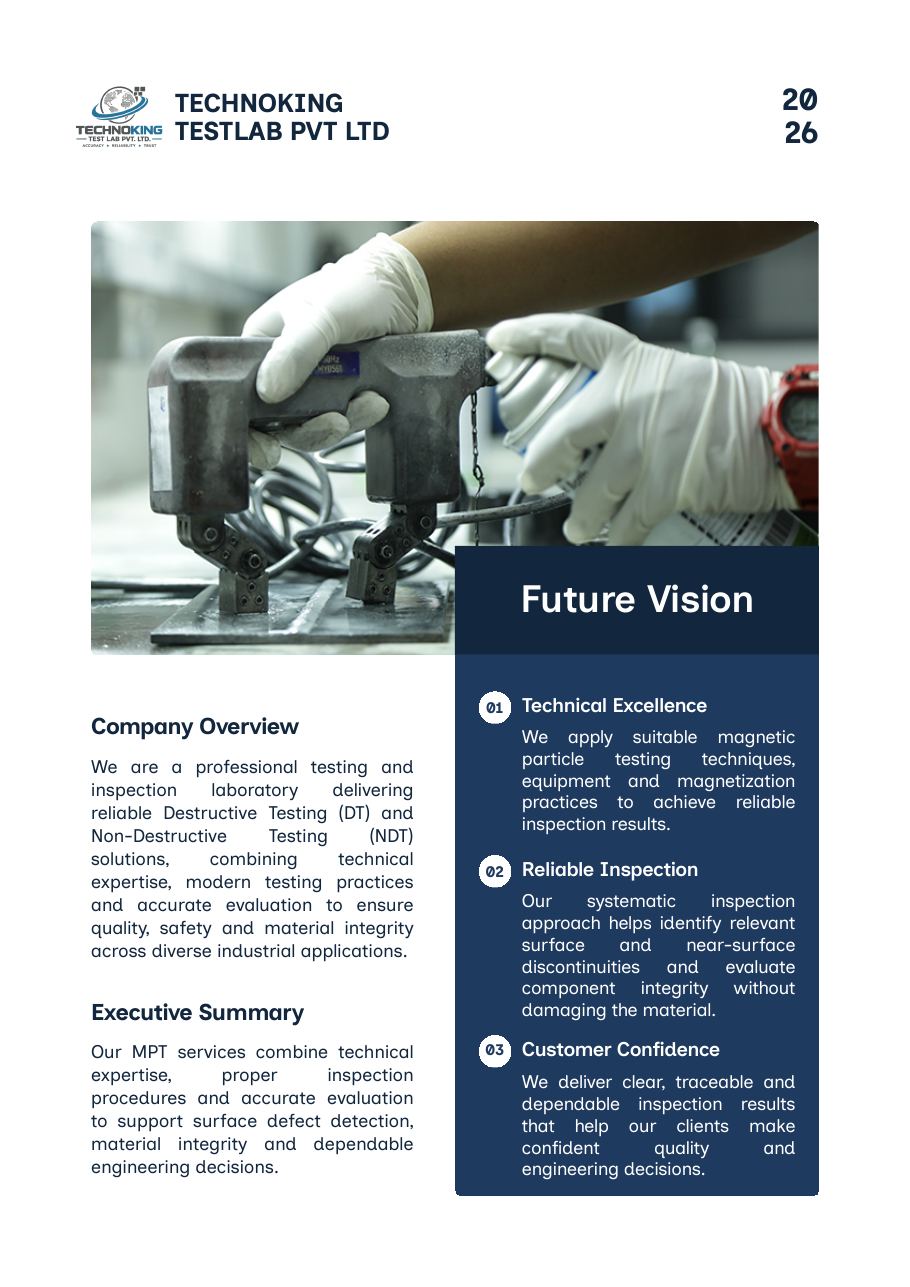 TECHNOKING
TEST LAB PVT. LTD.
ACCURACY • RELIABILITY • TRUST
TECHNOKING
TESTLAB PVT LTD
20
26
Future Vision
Company Overview
We are a professional testing and
inspection laboratory delivering
reliable Destructive Testing (DT) and
Non-Destructive Testing (NDT)
solutions, combining technical
expertise, modern testing practices
and accurate evaluation to ensure
quality, safety and material integrity
across diverse industrial applications.
Executive Summary
Our MPT services combine technical
expertise, proper inspection
procedures and accurate evaluation
to support surface defect detection,
material integrity and dependable
engineering decisions.
01 Technical Excellence
We apply suitable magnetic
particle testing techniques,
equipment and magnetization
practices to achieve reliable
inspection results.
02 Reliable Inspection
Our systematic inspection
approach helps identify relevant
surface and near-surface
discontinuities and evaluate
component integrity without
damaging the material.
03 Customer Confidence
We deliver clear, traceable and
dependable inspection results
that help our clients make
confident quality and
engineering decisions.